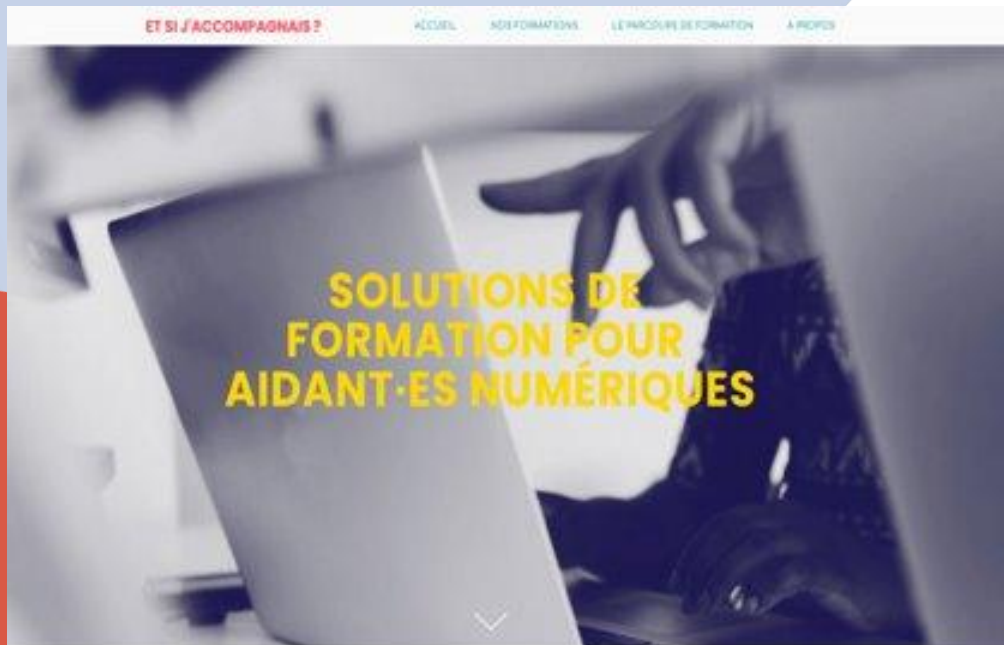 ET SI J'ACCOMPAGNAIS ?
ACCUEIL NOS FORMATIONS LE PARCOURS DE FORMATION A PROPOS
SOLUTIONS DE
FORMATION POUR
AIDANT·ES NUMÉRIQUES